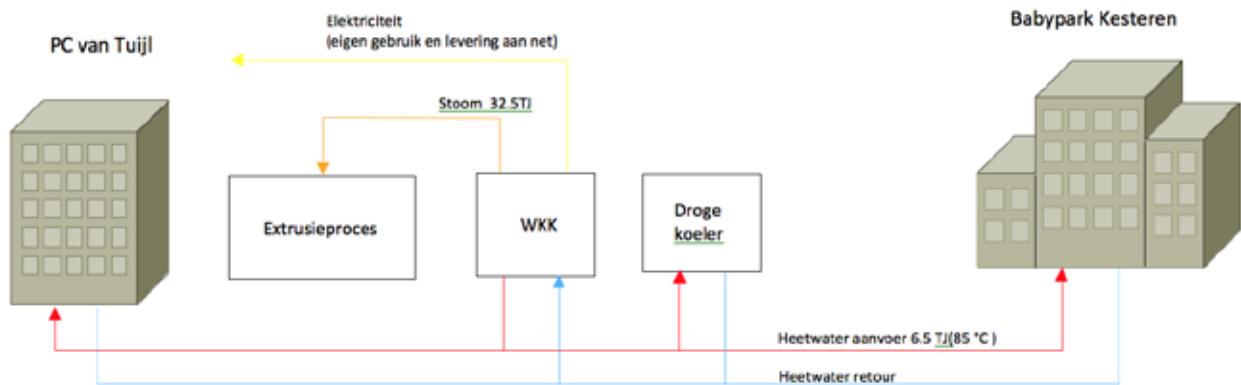 Elektriciteit
(eigen gebruik en levering aan net)
Babypark Kesteren
PC van Tuijl
Stoom 32.5TJ
Extrusieproces
WKK
Droge
koeler
Heetwater aanvoer 6.5 TJ(85 °C )
Heetwater retour